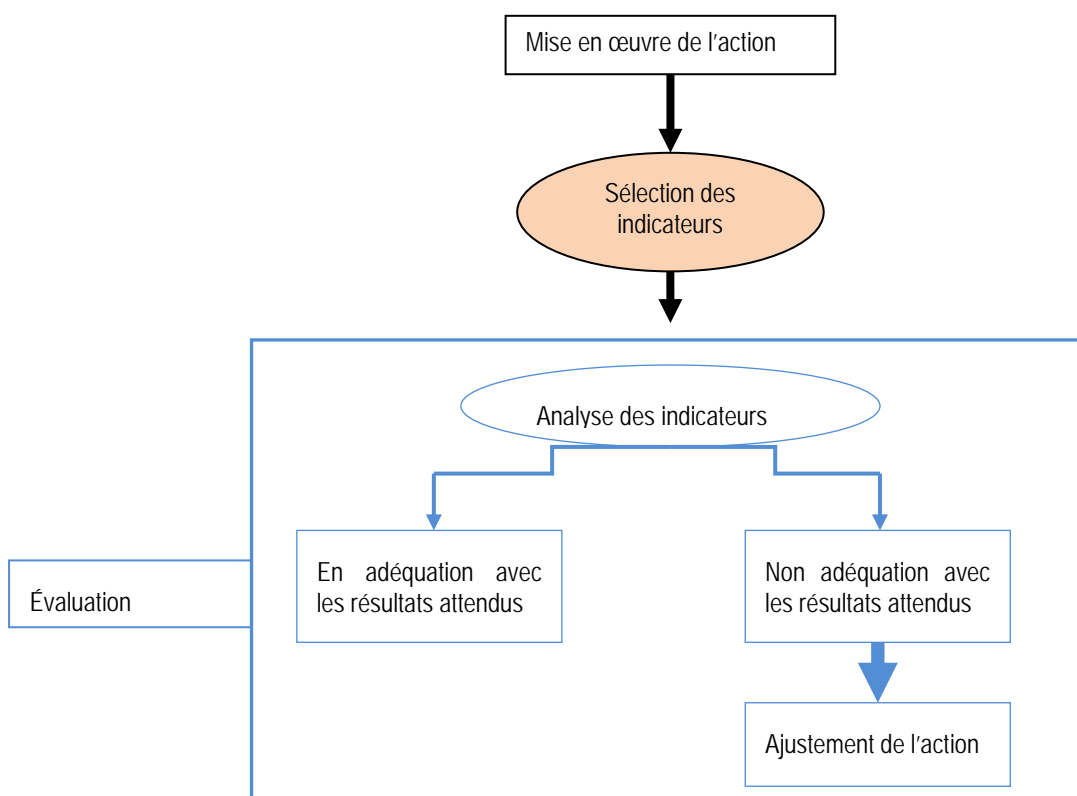 Mise en œuvre de l'action
Sélection des
indicateurs
Analyse des indicateurs
En adéquation avec
les résultats attendus
Non adéquation avec
les résultats attendus
Évaluation
Ajustement de l'action